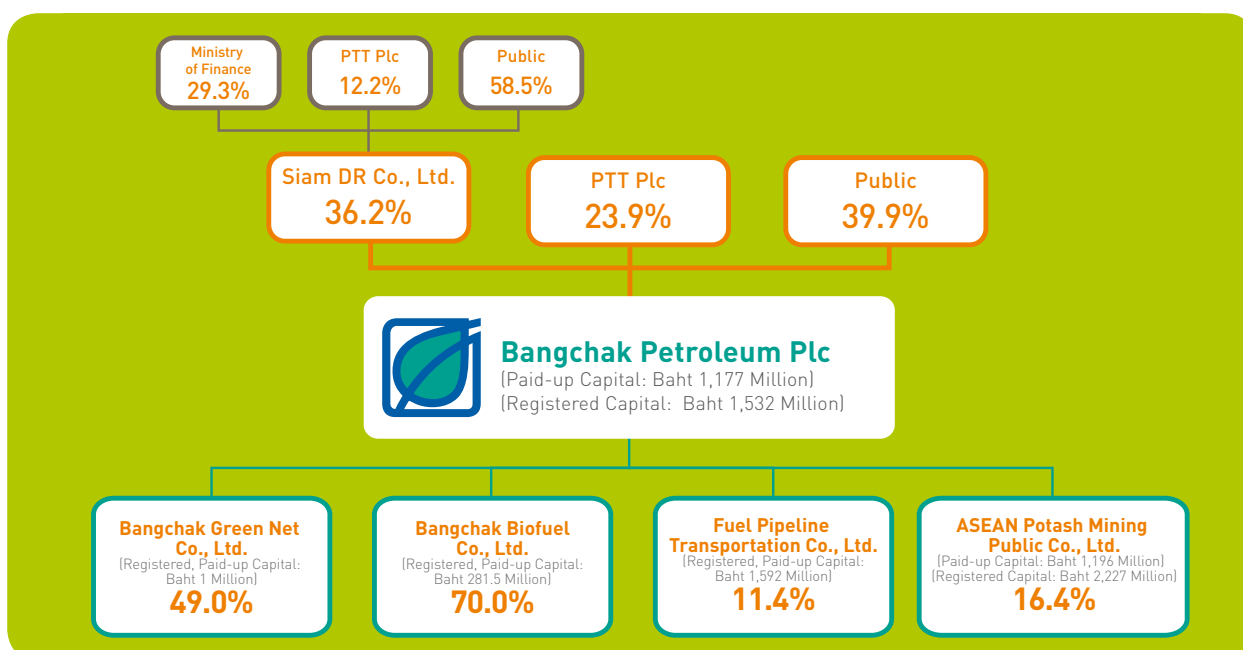 Ministry
of Finance
29.3%
PTT Plc
12.2%
Public
58.5%
Siam DR Co., Ltd.
36.2%
PTT Plc
23.9%
Public
39.9%
Bangchak Petroleum Plc
(Paid-up Capital: Baht 1,177 Million)
(Registered Capital: Baht 1,532 Million)
Bangchak Green Net
Co., Ltd.
(Registered, Paid-up Capital:
Baht 1 Million)
49.0%
Bangchak Biofuel
Co., Ltd.
(Registered, Paid-up Capital:
Baht 281.5 Million)
70.0%
Fuel Pipeline
Transportation Co., Ltd.
(Registered, Paid-up Capital:
Baht 1,592 Million)
11.4%
ASEAN Potash Mining
Public Co., Ltd.
(Paid-up Capital: Baht 1,196 Million)
(Registered Capital: Baht 2,227 Million)
16.4%